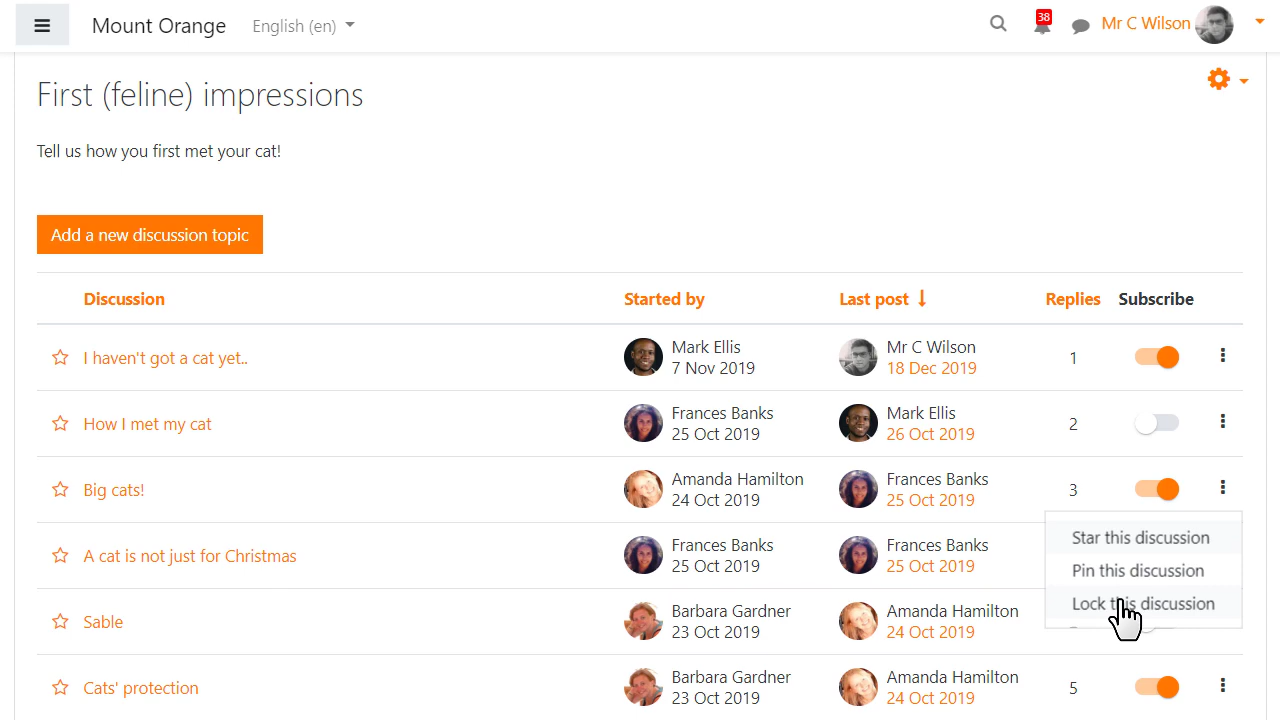 Mount Orange English (en) 38 Mr C Wilson
First (feline) impressions
Tell us how you first met your cat!
Add a new discussion topic
Discussion Started by Last post Replies Subscribe
I haven't got a cat yet.. Mark Ellis Mr C Wilson 1
7 Nov 2019 18 Dec 2019
How I met my cat Frances Banks Mark Ellis 2
25 Oct 2019 26 Oct 2019
Big cats! Amanda Hamilton Frances Banks 3
24 Oct 2019 25 Oct 2019
Star this discussion
A cat is not just for Christmas Frances Banks Frances Banks
25 Oct 2019 25 Oct 2019
Pin this discussion
Lock this discussion
Sable Barbara Gardner Amanda Hamilton
23 Oct 2019 24 Oct 2019
Cats' protection Barbara Gardner Amanda Hamilton 5
23 Oct 2019 24 Oct 2019